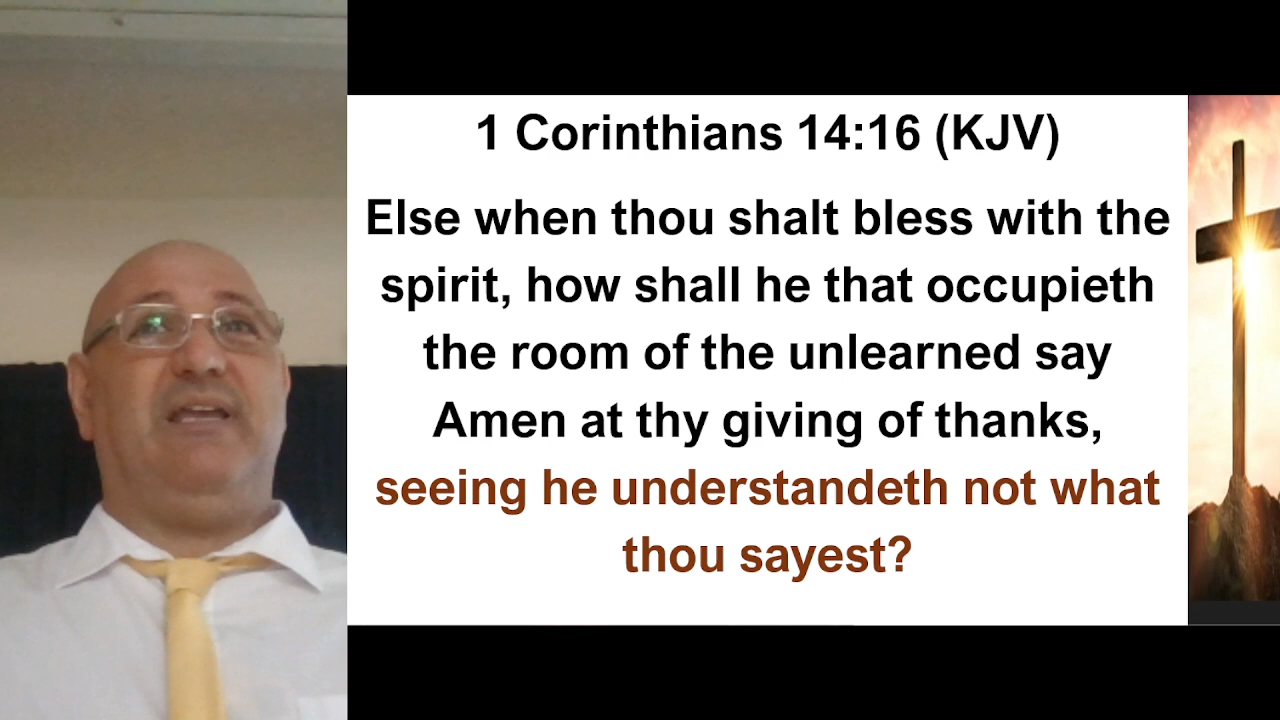 1 Corinthians 14:16 (KJV)
Else when thou shalt bless with the
spirit, how shall he that occupieth
the room of the unlearned say
Amen at thy giving of thanks,
seeing he understandeth not what
thou sayest?